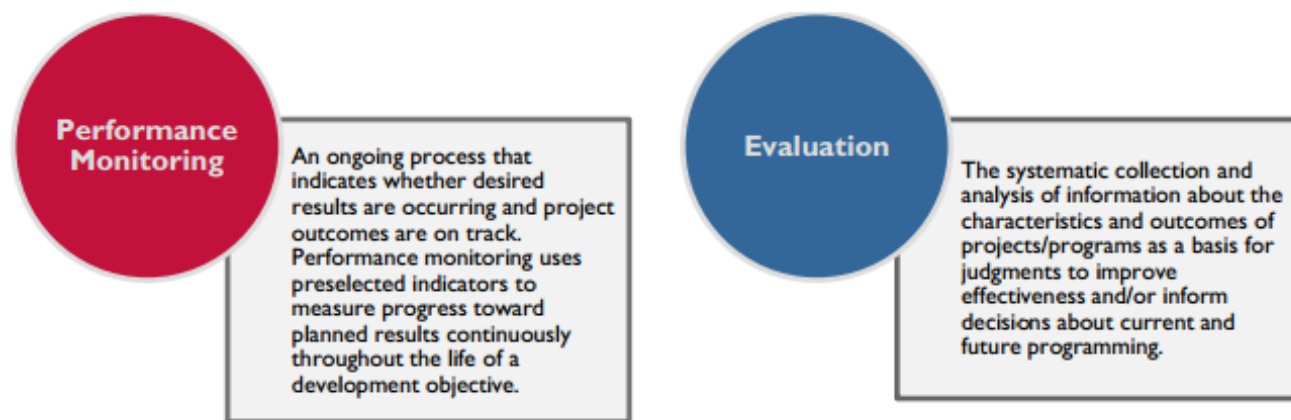 Performance
Monitoring
An ongoing process that
indicates whether desired
results are occurring and project
outcomes are on track.
Performance monitoring uses
preselected indicators to
measure progress toward
planned results continuously
throughout the life of a
development objective.
Evaluation
The systematic collection and
analysis of information about the
characteristics and outcomes of
projects/programs as a basis for
judgments to improve
effectiveness and/or inform
decisions about current and
future programming.